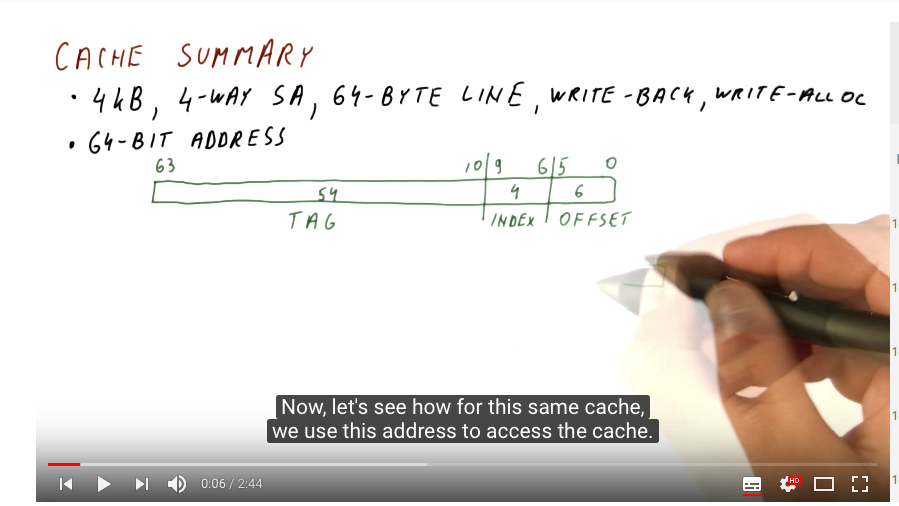 CACHE SUMMARY
• 4kB, 4-WAY SA, 64-BYTE LINE, WRITE-BACK, WRITE-ALLOC
• 64-BIT ADDRESS
63 10 9 6 5 0
54 4 6
TAG INDEX OFFSET
Now, let's see how for this same cache,
we use this address to access the cache.
0:06 / 2:44 HD